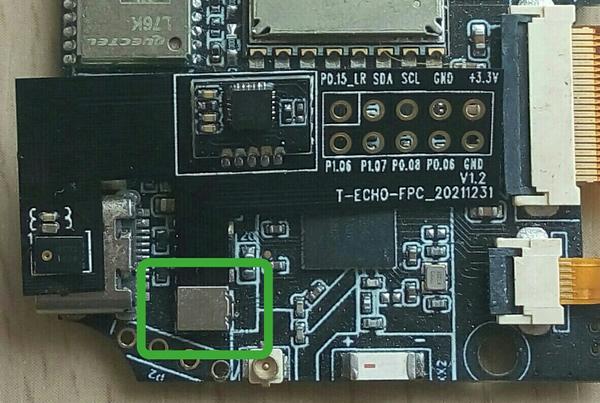 L76K
QUECTEL
P0.15_LR SDA SCL GND +3.3V
P1.06 P1.07 P0.08 P0.06 GND
V1.2
T-ECHO-FPC_20211231
P2